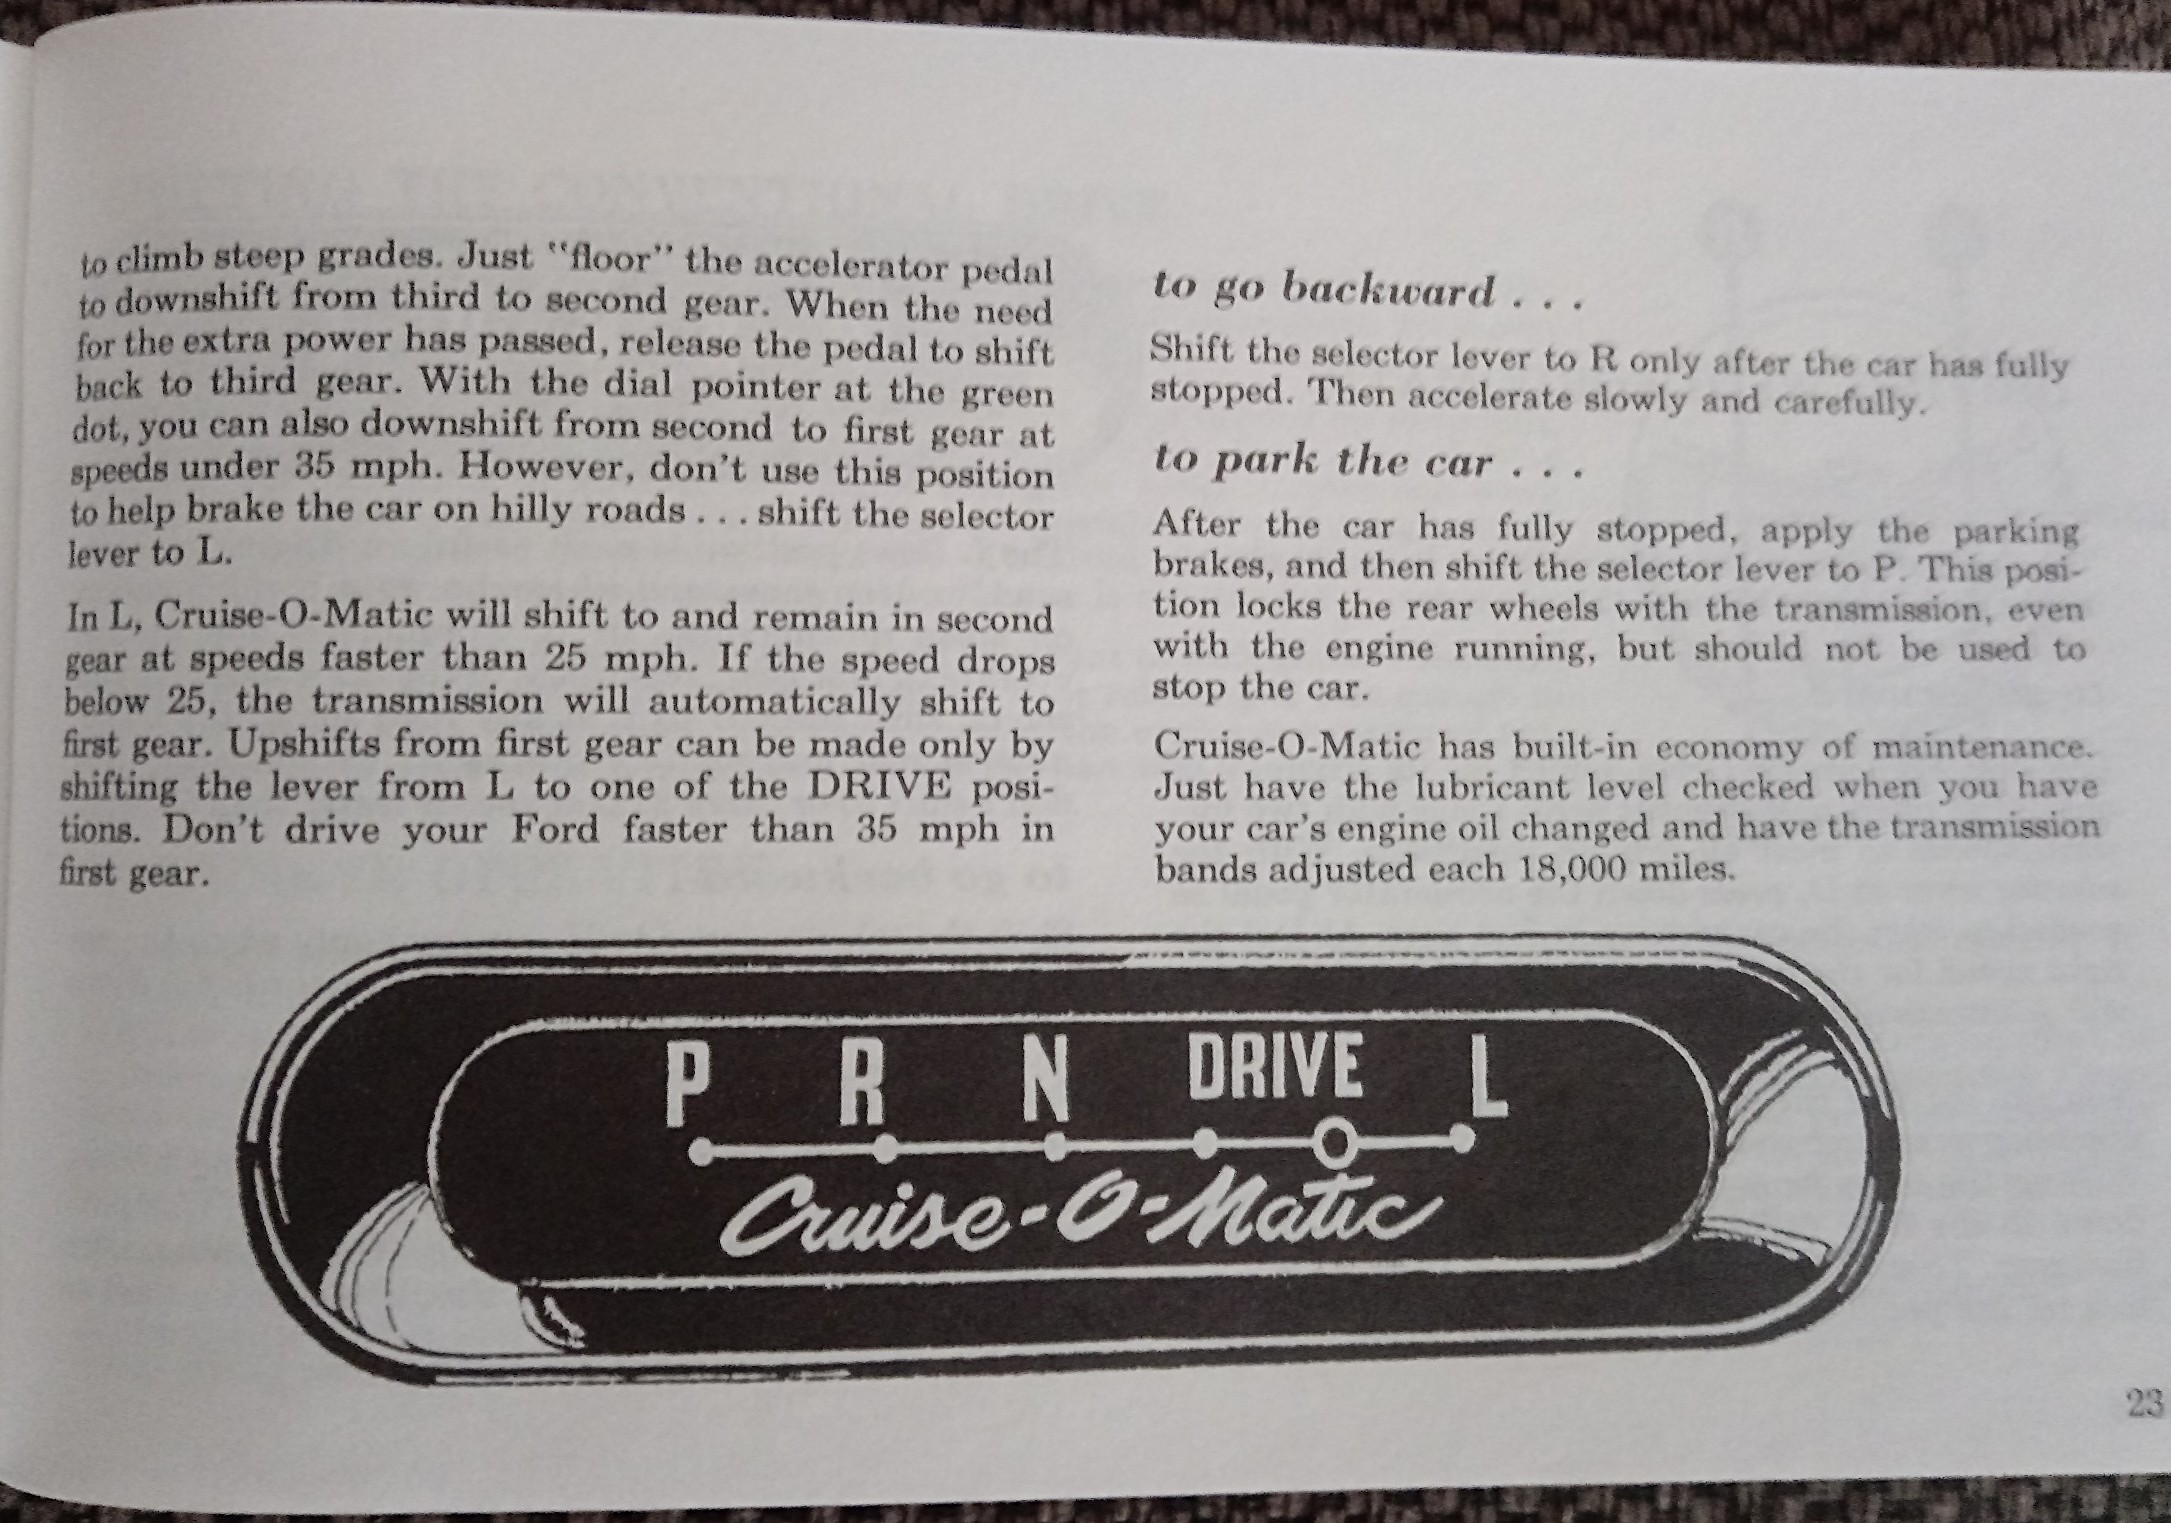 to climb steep grades. Just "floor" the accelerator pedal
to downshift from third to second gear. When the need
for the extra power has passed, release the pedal to shift
back to third gear. With the dial pointer at the green
dot, you can also downshift from second to first gear at
speeds under 35 mph. However, don't use this position
to help brake the car on hilly roads . . . shift the selector
lever to L.
In L, Cruise-O-Matic will shift to and remain in second
gear at speeds faster than 25 mph. If the speed drops
below 25, the transmission will automatically shift to
first gear. Upshifts from first gear can be made only by
shifting the lever from L to one of the DRIVE posi-
tions. Don't drive your Ford faster than 35 mph in
first gear.
to go backward . . .
Shift the selector lever to R only after the car has fully
stopped. Then accelerate slowly and carefully.
to park the car . . .
After the car has fully stopped, apply the parking
brakes, and then shift the selector lever to P. This posi-
tion locks the rear wheels with the transmission, even
with the engine running, but should not be used to
stop the car.
Cruise-O-Matic has built-in economy of maintenance.
Just have the lubricant level checked when you have
your car's engine oil changed and have the transmission
bands adjusted each 18,000 miles.
P R N DRIVE L
Cruise-O-Matic
23